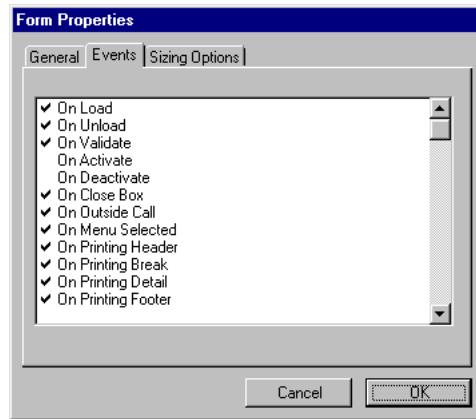 Form Properties
General Events Sizing Options
✔ On Load
✔ On Unload
✔ On Validate
On Activate
On Deactivate
✔ On Close Box
✔ On Outside Call
✔ On Menu Selected
✔ On Printing Header
✔ On Printing Break
✔ On Printing Detail
✔ On Printing Footer
Cancel OK